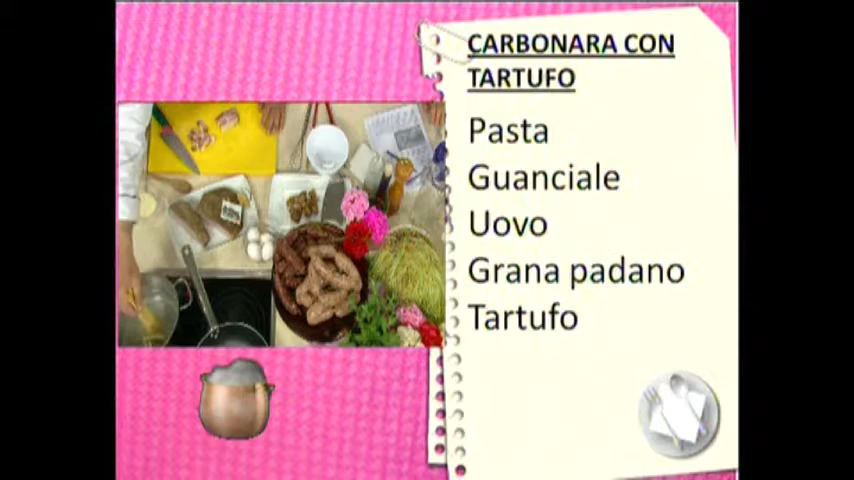 CARBONARA CON
TARTUFO
Pasta
Guanciale
Uovo
Grana padano
Tartufo